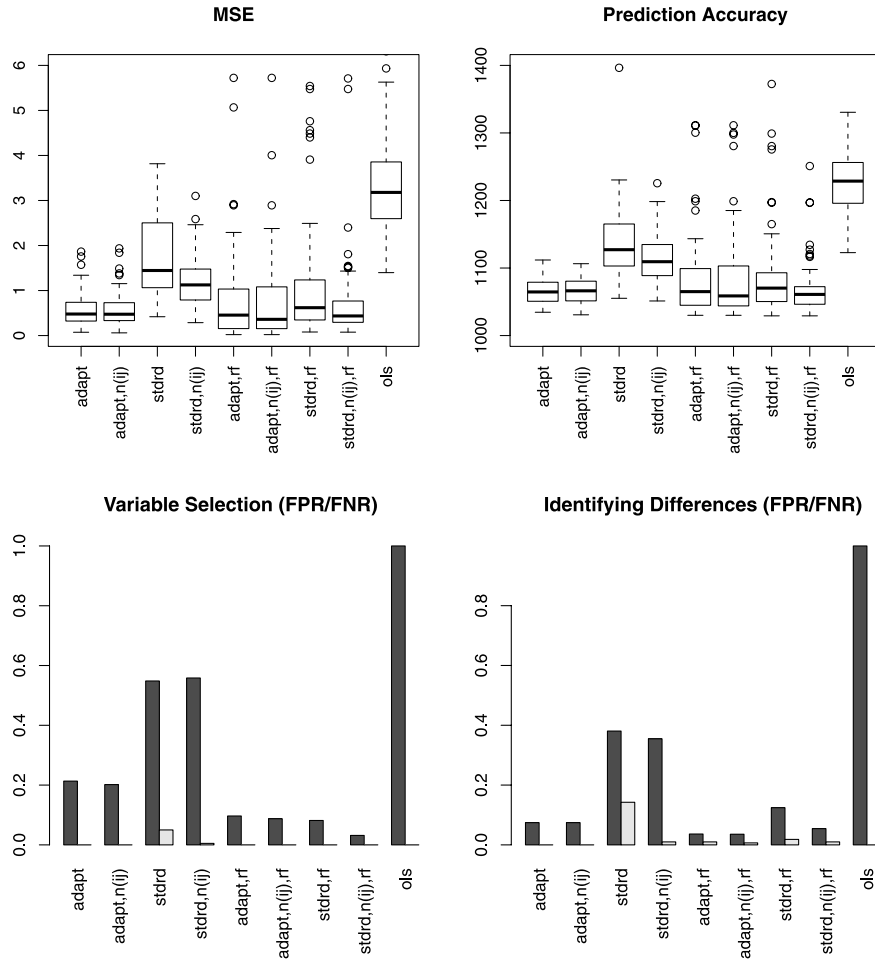 MSE
6
5
4
3
2
1
0
adapt
adapt,n(ij)
stdrd
stdrd,n(ij)
adapt,rf
adapt,n(ij),rf
stdrd,rf
stdrd,n(ij),rf
ols
Prediction Accuracy
1400
1300
1200
1100
1000
adapt
adapt,n(ij)
stdrd
stdrd,n(ij)
adapt,rf
adapt,n(ij),rf
stdrd,rf
stdrd,n(ij),rf
ols
Variable Selection (FPR/FNR)
1.0
0.8
0.6
0.4
0.2
0.0
adapt
adapt,n(ij)
stdrd
stdrd,n(ij)
adapt,rf
adapt,n(ij),rf
stdrd,rf
stdrd,n(ij),rf
ols
Identifying Differences (FPR/FNR)
0.8
0.6
0.4
0.2
0.0
adapt
adapt,n(ij)
stdrd
stdrd,n(ij)
adapt,rf
adapt,n(ij),rf
stdrd,rf
stdrd,n(ij),rf
ols